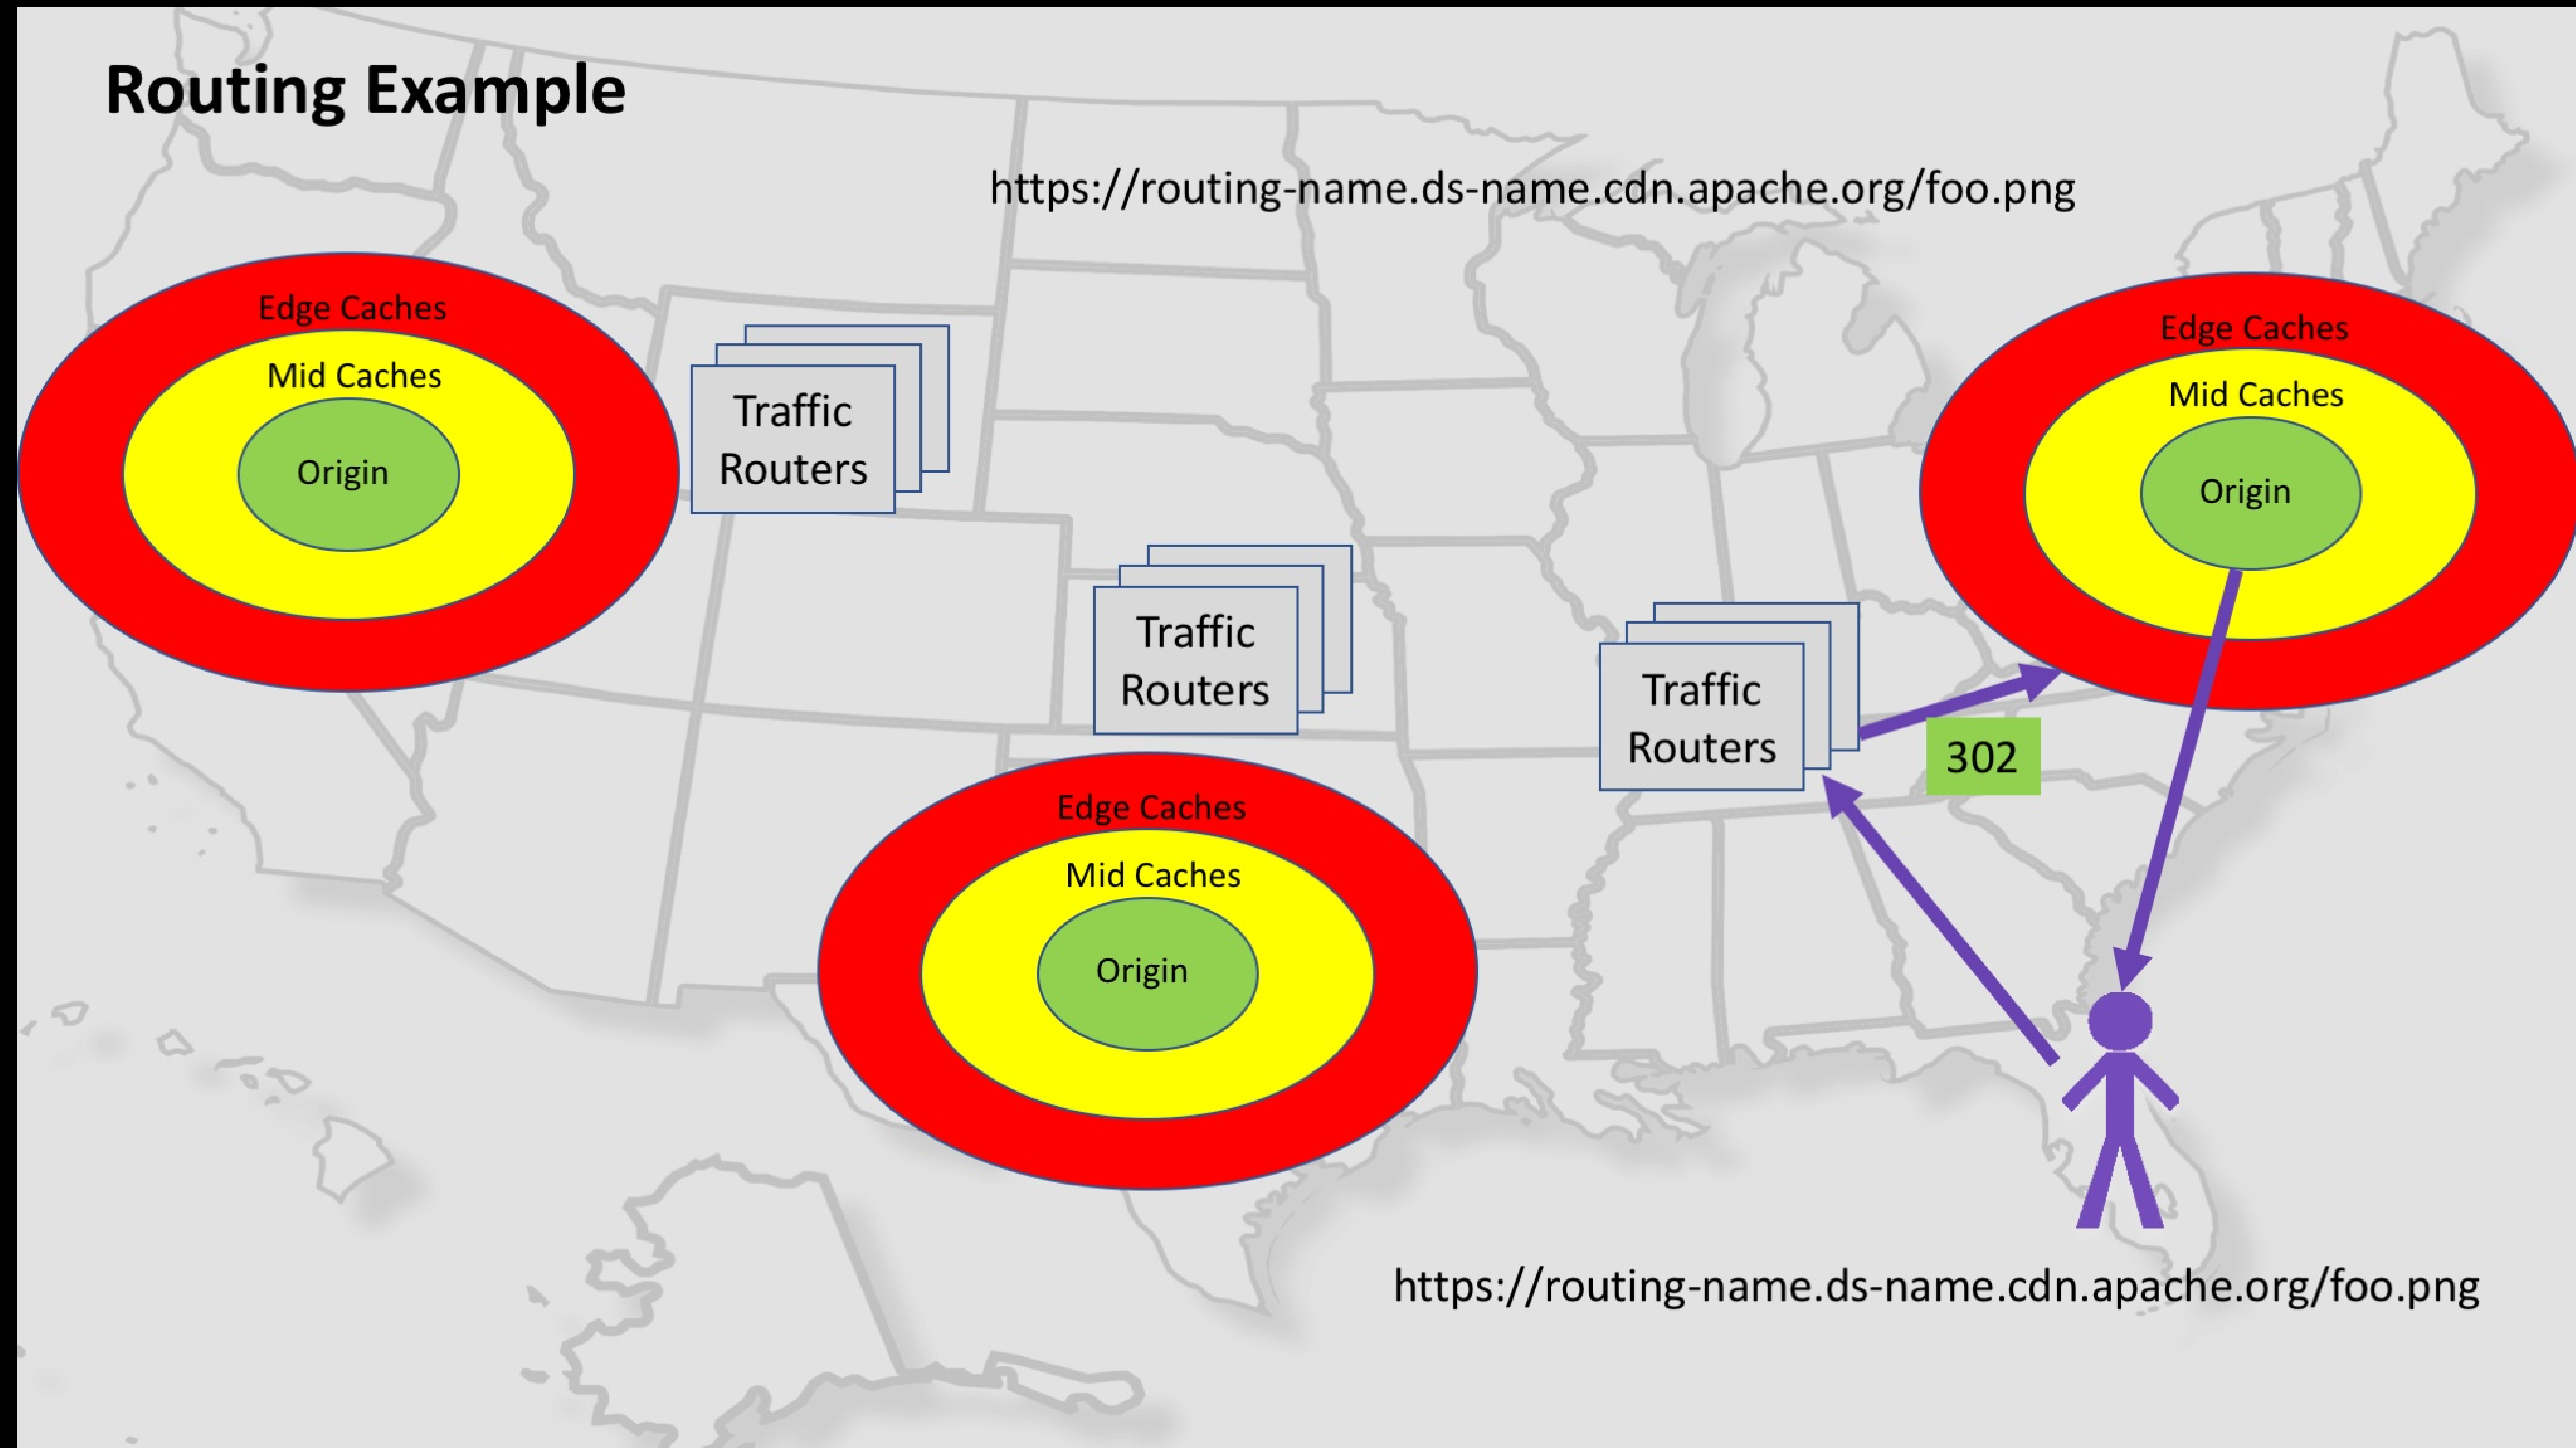 Routing Example
https://routing-name.ds-name.cdn.apache.org/foo.png
Edge Caches
Mid Caches
Origin
Traffic
Routers
Edge Caches
Mid Caches
Origin
Traffic
Routers
Traffic
Routers
302
Edge Caches
Mid Caches
Origin
https://routing-name.ds-name.cdn.apache.org/foo.png